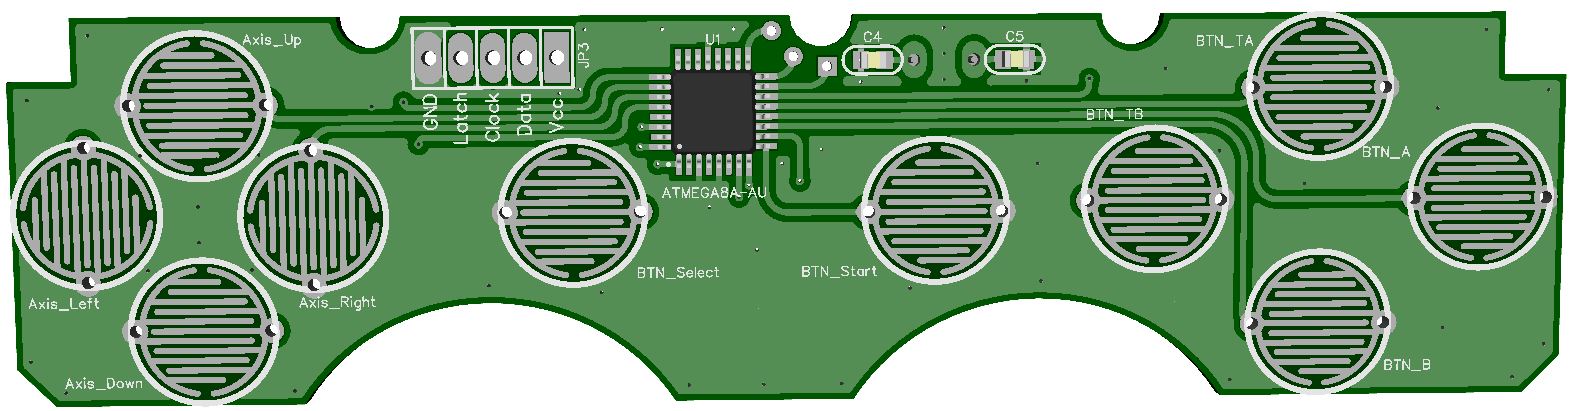 Axis_Up
JP3
U1
C4
C5
BTN_TA
GND
Latch
Clock
Data
Vcc
BTN_TB
BTN_A
ATMEGA8A-AU
BTN_Select
BTN_Start
Axis_Left
Axis_Right
BTN_B
Axis_Down